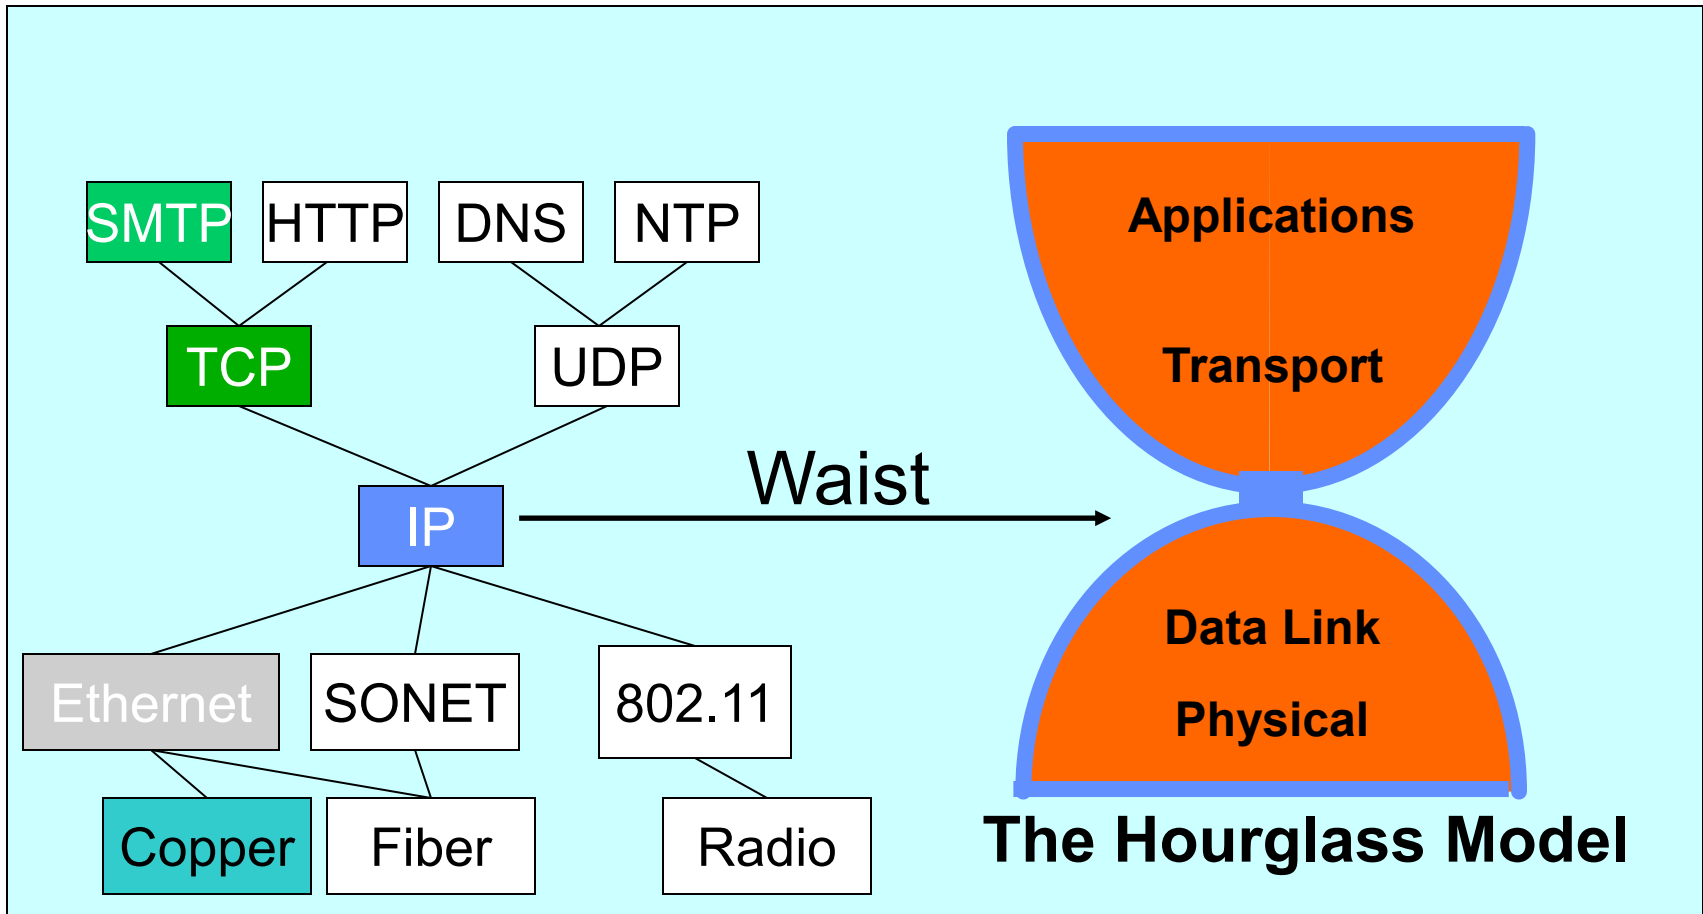 SMTP HTTP DNS NTP
Applications
TCP UDP
Transport
Waist
IP
Data Link
Ethernet SONET 802.11
Physical
Copper Fiber Radio
The Hourglass Model